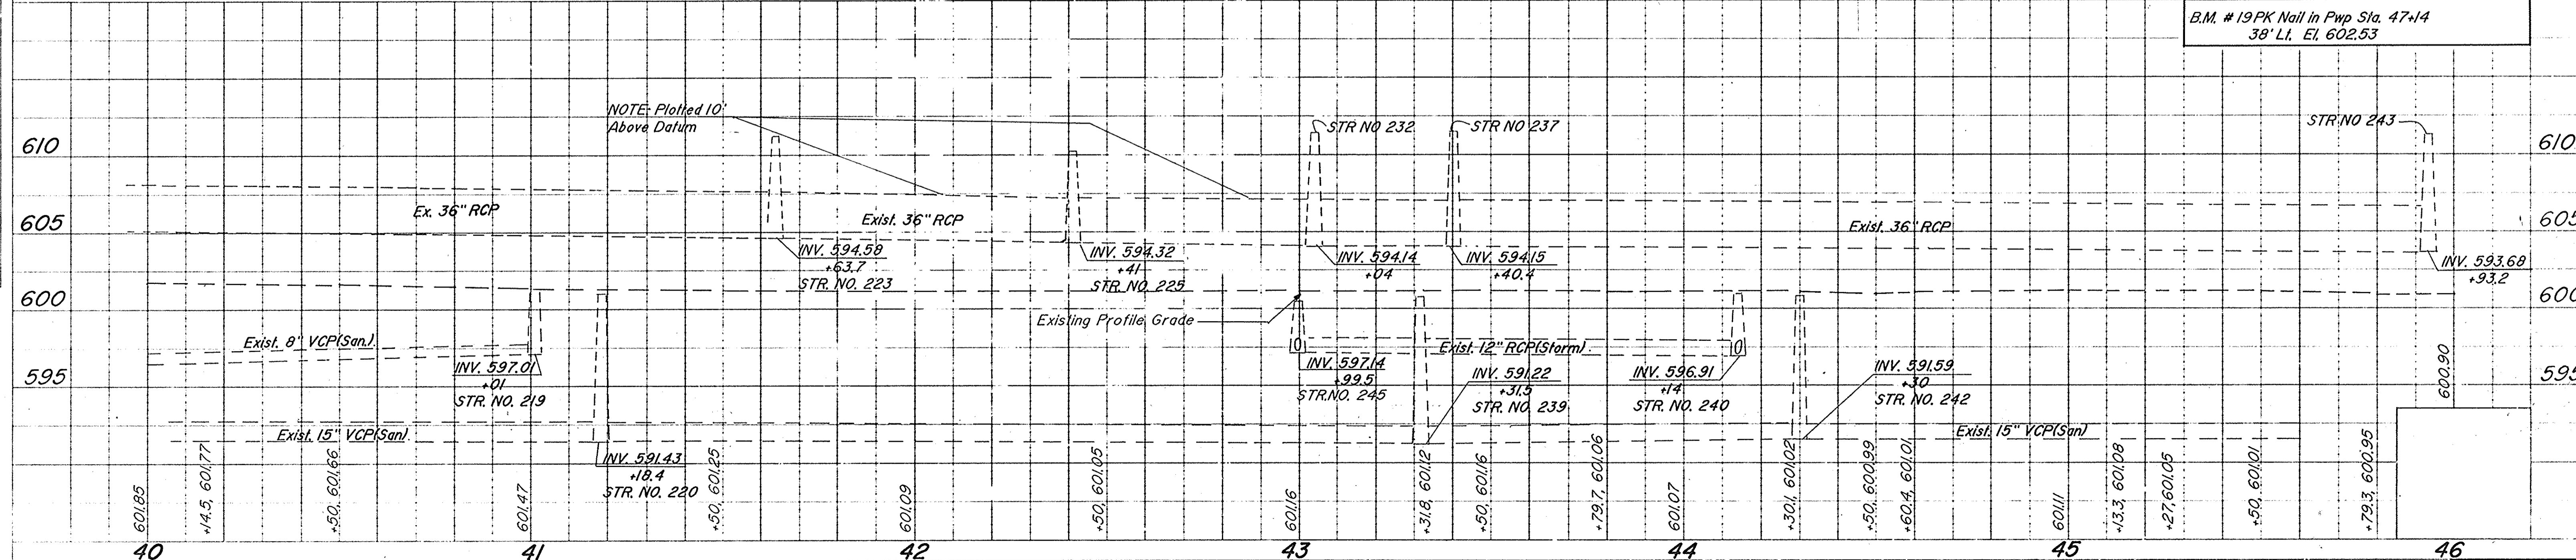 B.M. # 19 PK Nail in Pwp Sta. 47+14
38' Lt. El. 602.53
NOTE: Plotted 10'
Above Datum
STR NO 232
STR NO 237
STR NO 243
610
610
Ex. 36" RCP
Exist. 36" RCP
Exist. 36" RCP
605
605
INV. 594.58
+63.7
STR. NO. 223
INV. 594.32
+41
STR. NO. 225
INV. 594.14
+04
INV. 594.15
+40.4
INV. 593.68
+93.2
600
600
Existing Profile Grade
Exist. 8" VCP(San.)
Exist. 12" RCP(Storm)
INV. 597.01
+01
STR. NO. 219
INV. 597.14
+99.5
STR.NO. 245
INV. 591.22
+31.5
STR. NO. 239
INV. 596.91
+14
STR. NO. 240
INV. 591.59
+30
STR. NO. 242
595
595
Exist. 15" VCP(San)
Exist. 15" VCP(San)
INV. 591.43
+18.4
STR. NO. 220
601.85
+14.5, 601.77
+50, 601.66
601.47
+50, 601.25
601.09
+50, 601.05
601.16
+31.8, 601.12
+50, 601.16
+79.7, 601.06
601.07
+30.1, 601.02
+50, 600.99
+60.4, 601.01
601.11
+13.3, 601.08
+27, 601.05
+50, 601.01
+79.3, 600.95
600.90
40
41
42
43
44
45
46